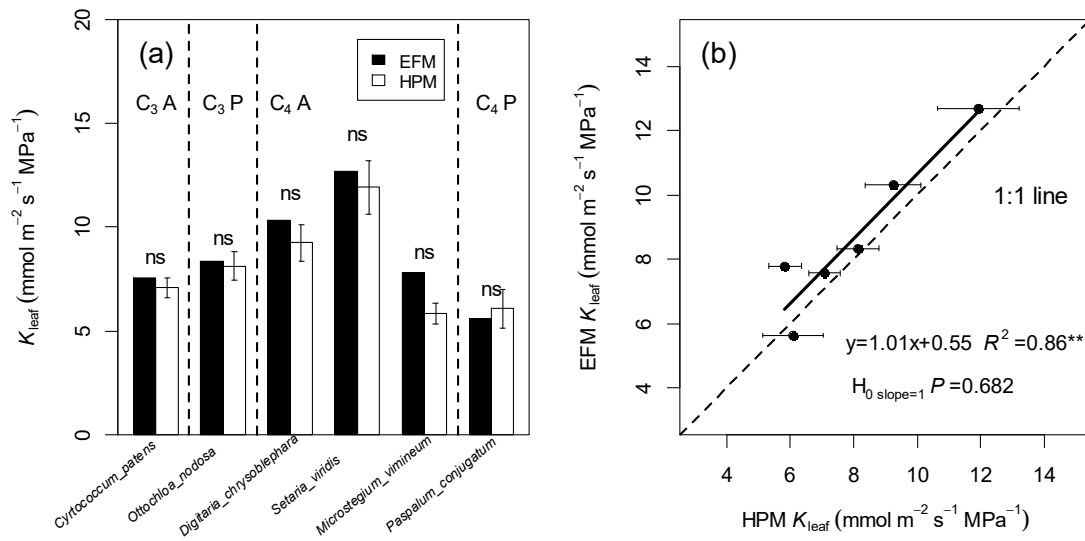 (a)
EFM
HPM
C₃ A
C₃ P
C₄ A
C₄ P
ns
ns
ns
ns
ns
ns
20
15
10
5
0
K_leaf (mmol m⁻² s⁻¹ MPa⁻¹)
Cyrtococcum_patens
Ottochloa_nodosa
Digitaria_chrysoblephara
Setaria_viridis
Microstegium_vimineum
Paspalum_conjugatum
(b)
1:1 line
y=1.01x+0.55 R² =0.86**
H₀ slope=1 P =0.682
14
12
10
8
6
4
EFM K_leaf (mmol m⁻² s⁻¹ MPa⁻¹)
4 6 8 10 12 14
HPM K_leaf (mmol m⁻² s⁻¹ MPa⁻¹)